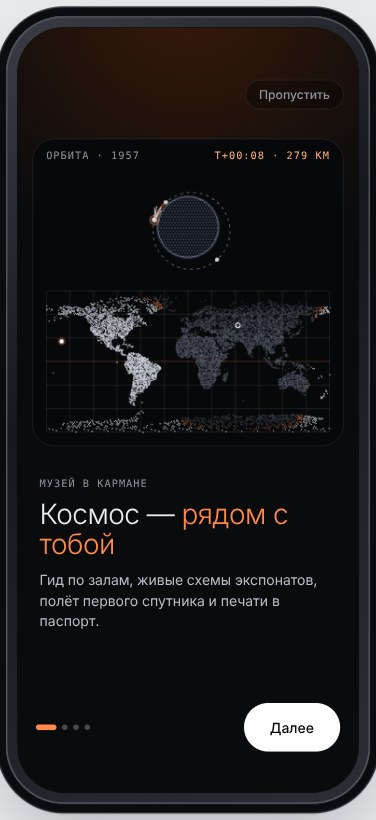 Пропустить
ОРБИТА · 1957
T+00:08 · 279 КМ
МУЗЕЙ В КАРМАНЕ
Космос — рядом с
тобой
Гид по залам, живые схемы экспонатов,
полёт первого спутника и печати в
паспорт.
Далее